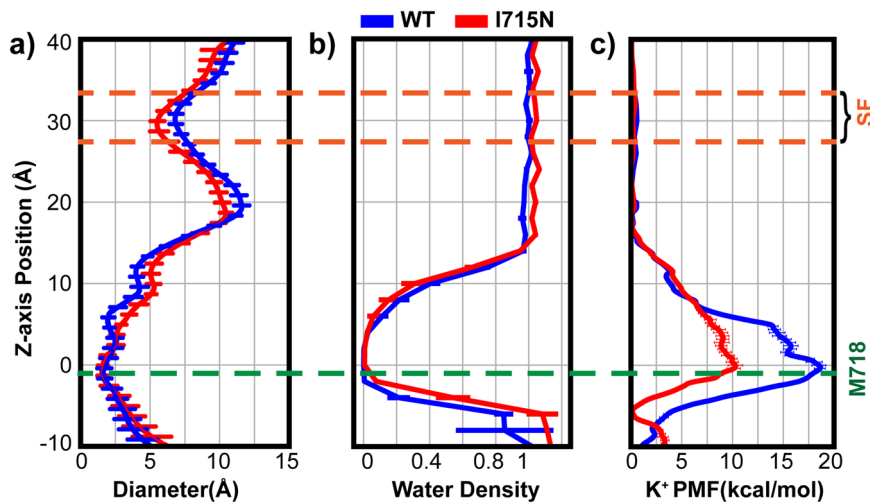 WT I715N
a) b) c)
40
30
20
10
0
-10
Z-axis Position (Å)
SF
M718
0 5 10 15
0 0.4 0.8 1
0 5 10 15 20
Diameter(Å) Water Density K⁺ PMF(kcal/mol)